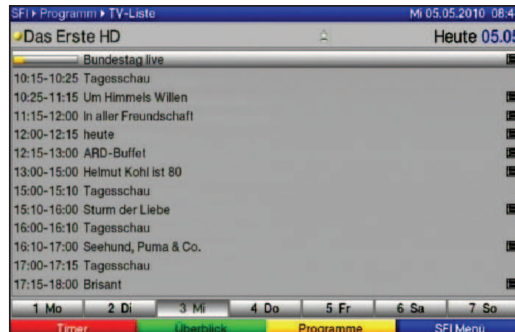 SFI Programm TV-Liste Mi 05.05.2010 08:4
Das Erste HD Heute 05.05
Bundestag live
10:15-10:25 Tagesschau
10:25-11:15 Um Himmels Willen
11:15-12:00 In aller Freundschaft
12:00-12:15 heute
12:15-13:00 ARD-Buffet
13:00-15:00 Helmut Kohl ist 80
15:00-15:10 Tagesschau
15:10-16:00 Sturm der Liebe
16:00-16:10 Tagesschau
16:10-17:00 Seehund, Puma & Co.
17:00-17:15 Tagesschau
17:15-18:00 Brisant
1 Mo 2 Di 3 Mi 4 Do 5 Fr 6 Sa 7 So
Timer Überblick Programme SFI Menü